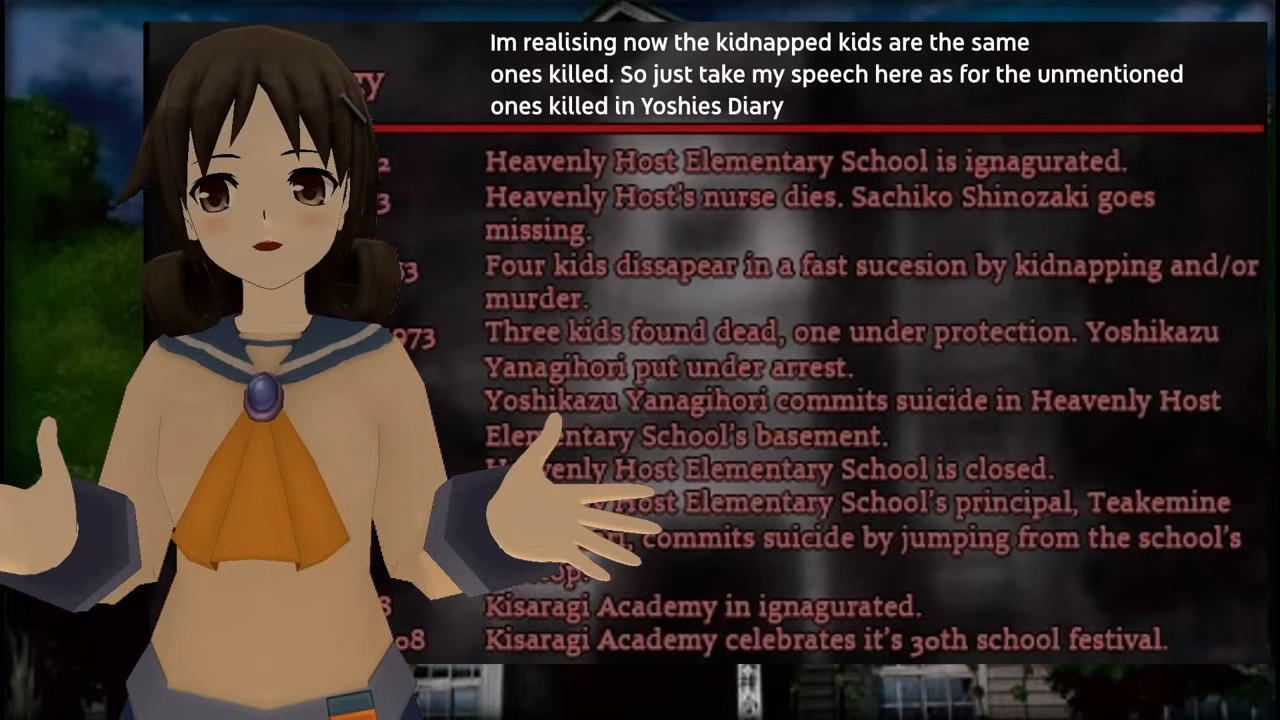 Im realising now the kidnapped kids are the same
ones killed. So just take my speech here as for the unmentioned
ones killed in Yoshies Diary
2 Heavenly Host Elementary School is ignagurated.
3 Heavenly Host's nurse dies. Sachiko Shinozaki goes
missing.
Four kids dissapear in a fast sucesion by kidnapping and/or
murder.
973 Three kids found dead, one under protection. Yoshikazu
Yanagihori put under arrest.
Yoshikazu Yanagihori commits suicide in Heavenly Host
Elementary School's basement.
Heavenly Host Elementary School is closed.
Host Elementary School's principal, Teakemine
commits suicide by jumping from the school's
8 Kisaragi Academy in ignagurated.
08 Kisaragi Academy celebrates it's 30th school festival.